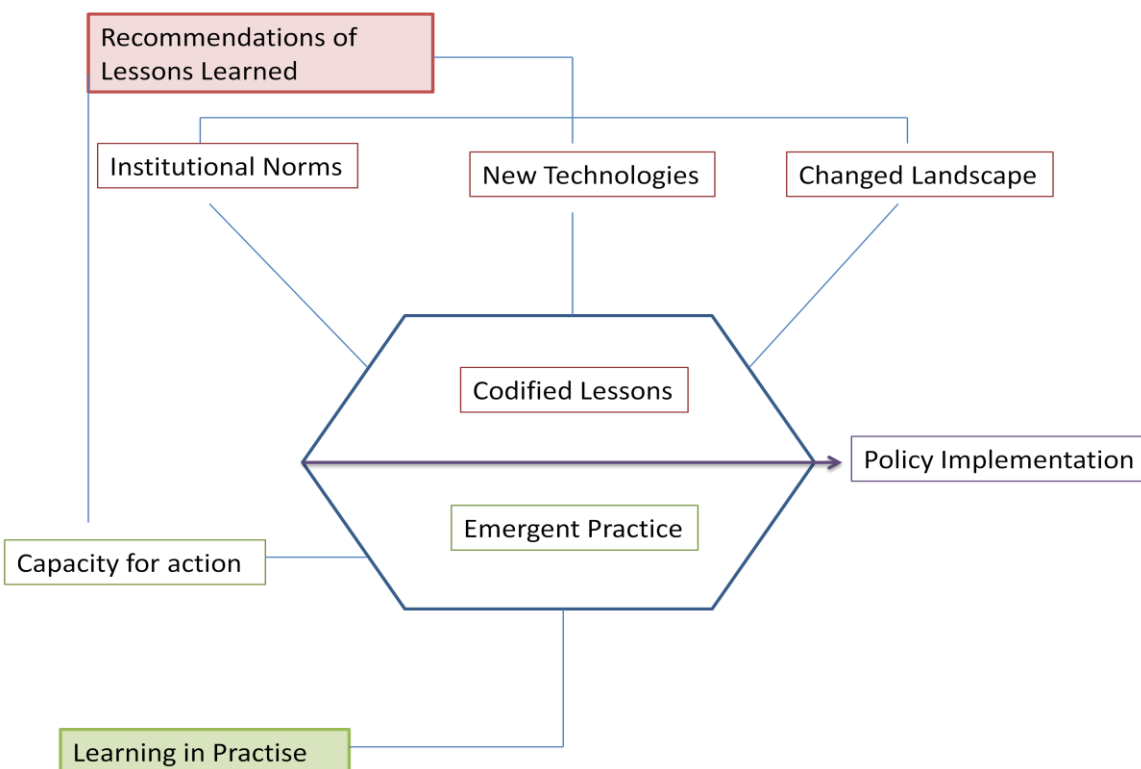 Recommendations of
Lessons Learned
Institutional Norms
New Technologies
Changed Landscape
Codified Lessons
Policy Implementation
Emergent Practice
Capacity for action
Learning in Practise